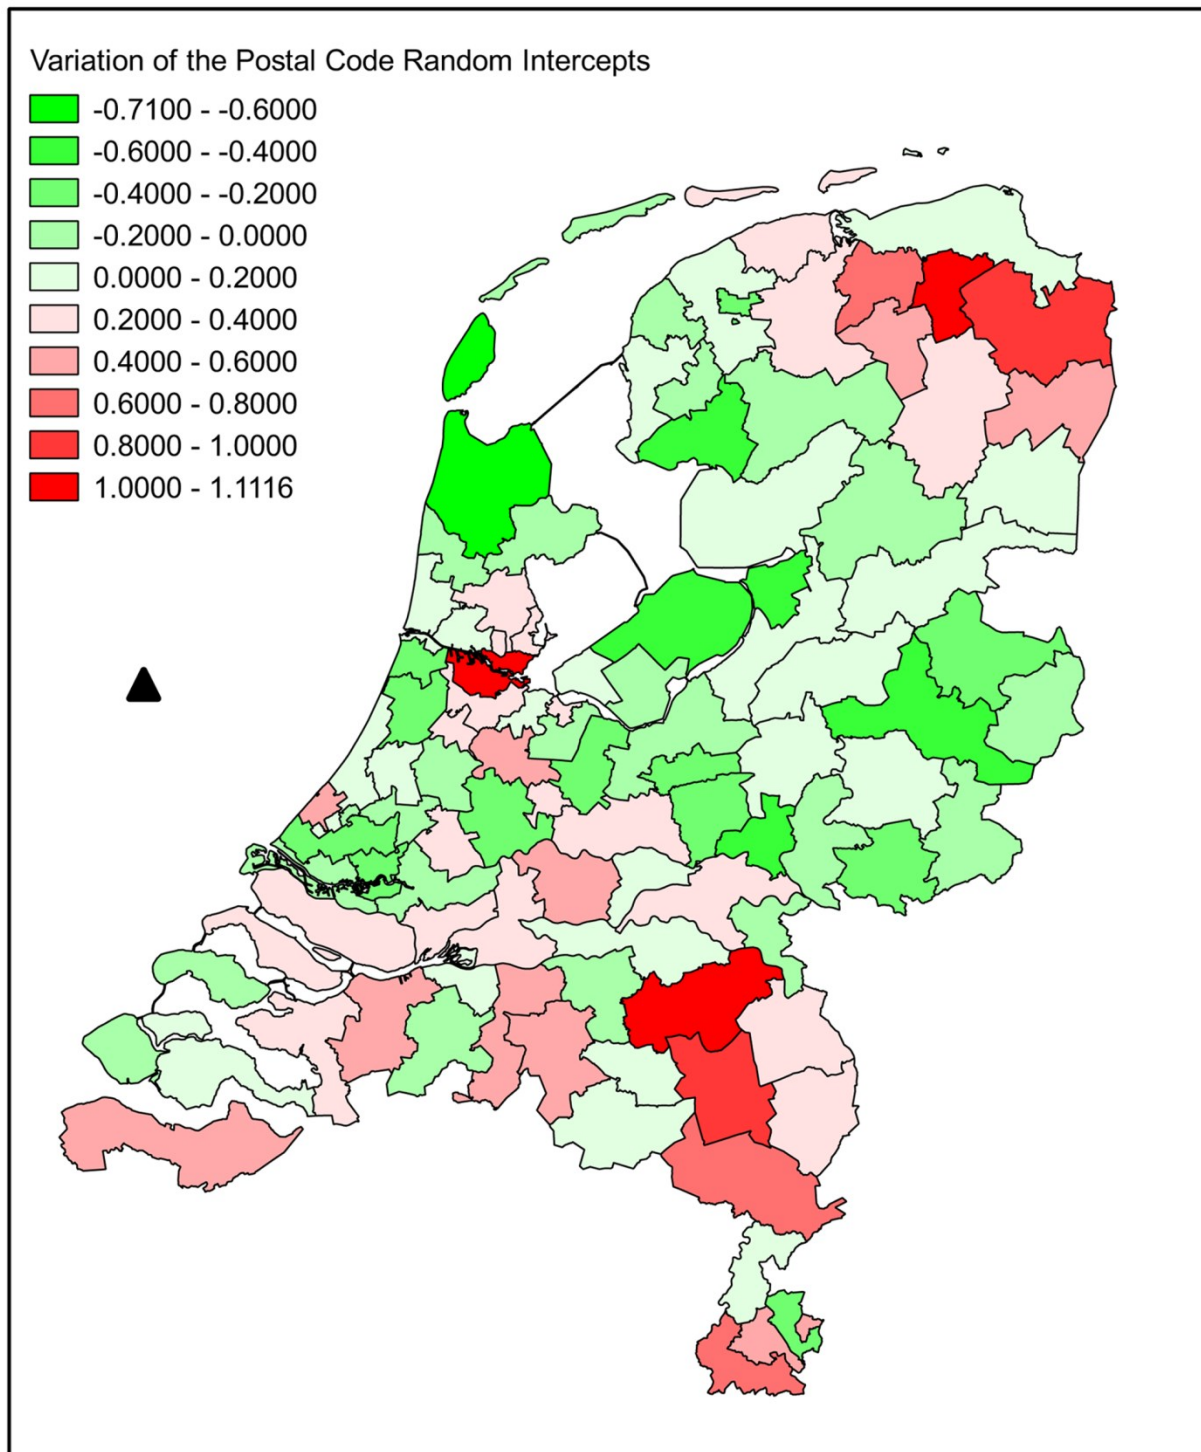 Variation of the Postal Code Random Intercepts
-0.7100 - -0.6000
-0.6000 - -0.4000
-0.4000 - -0.2000
-0.2000 - 0.0000
0.0000 - 0.2000
0.2000 - 0.4000
0.4000 - 0.6000
0.6000 - 0.8000
0.8000 - 1.0000
1.0000 - 1.1116